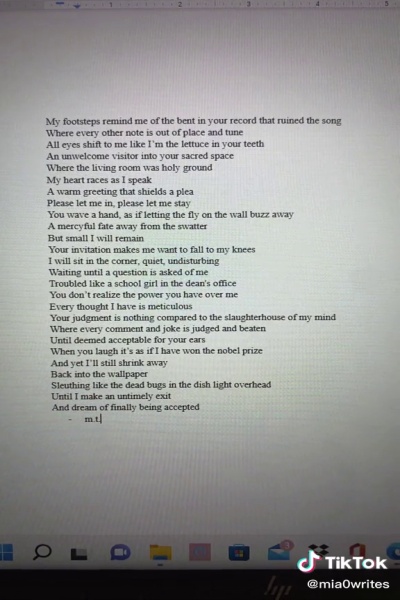 1 2 3 4 5
My footsteps remind me of the bent in your record that ruined the song
Where every other note is out of place and tune
All eyes shift to me like I'm the lettuce in your teeth
An unwelcome visitor into your sacred space
Where the living room was holy ground
My heart races as I speak
A warm greeting that shields a plea
Please let me in, please let me stay
You wave a hand, as if letting the fly on the wall buzz away
A mercyful fate away from the swatter
But small I will remain
Your invitation makes me want to fall to my knees
I will sit in the corner, quiet, undisturbing
Waiting until a question is asked of me
Troubled like a school girl in the dean's office
You don't realize the power you have over me
Every thought I have is meticulous
Your judgment is nothing compared to the slaughterhouse of my mind
Where every comment and joke is judged and beaten
Until deemed acceptable for your ears
When you laugh it's as if I have won the nobel prize
And yet I'll still shrink away
Back into the wallpaper
Sleuthing like the dead bugs in the dish light overhead
Until I make an untimely exit
And dream of finally being accepted
- m.t.
TikTok
@mia0writes
hp